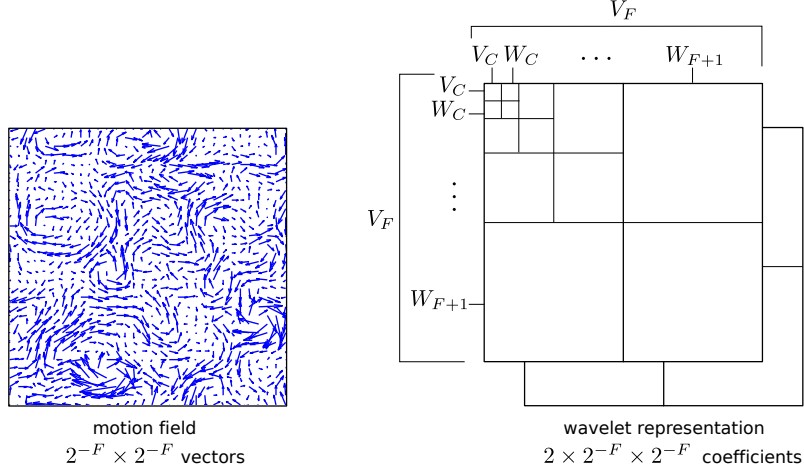 V_F
V_C W_C ... W_{F+1}
V_C
W_C
⋮
V_F
W_{F+1}
motion field
2^{-F} × 2^{-F} vectors
wavelet representation
2 × 2^{-F} × 2^{-F} coefficients